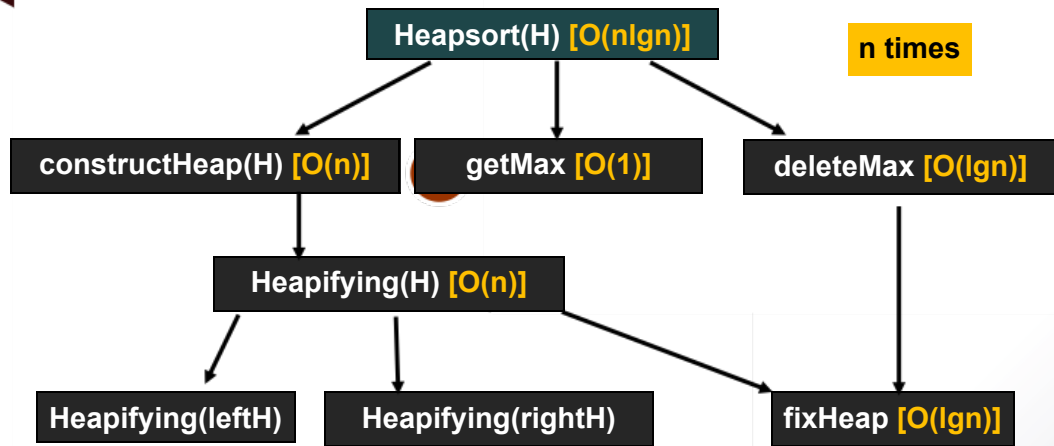 Heapsort(H) [O(nlgn)]
n times
constructHeap(H) [O(n)]
getMax [O(1)]
deleteMax [O(lgn)]
Heapifying(H) [O(n)]
Heapifying(leftH)
Heapifying(rightH)
fixHeap [O(lgn)]